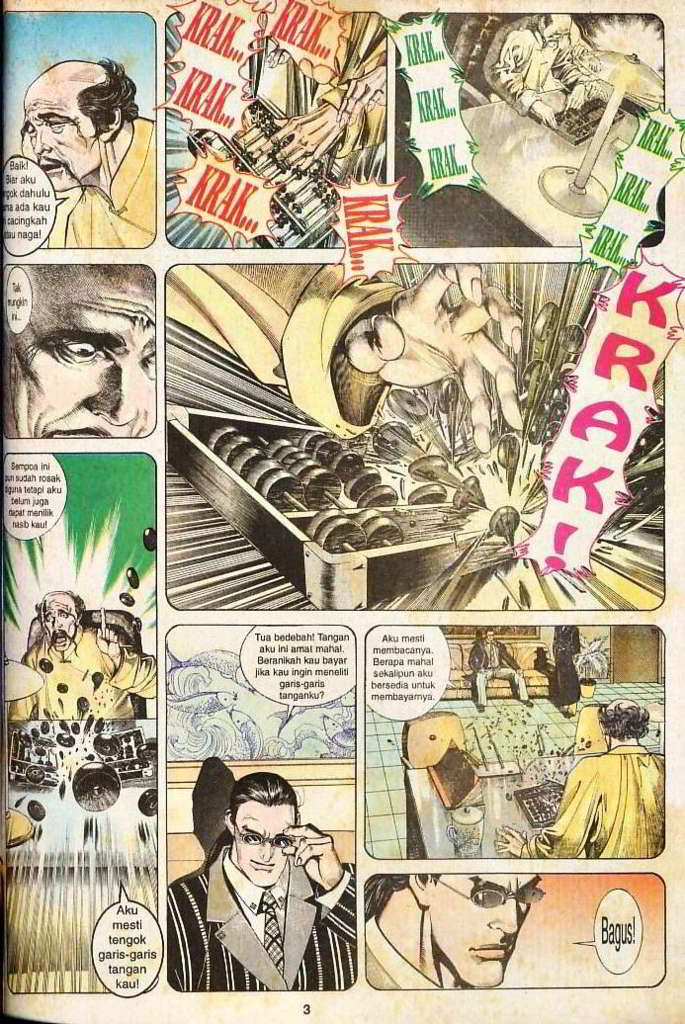 Baik!
Biar aku
tengok dahulu
sama ada kau
cacingkah
atau naga!
KRAK...
KRAK...
KRAK...
KRAK...
KRAK...
KRAK...
KRAK...
KRAK...
KRAK...
KRAK...
KRAK...
Tak
mungkin
ini...
KRAK!
Sempoa ini
pun sudah rosak
diguna tetapi aku
belum juga
dapat menilik
nasib kau!
Aku
mesti
tengok
garis-garis
tangan
kau!
Tua bedebah! Tangan
aku ini amat mahal.
Beranikah kau bayar
jika kau ingin meneliti
garis-garis
tanganku?
Aku mesti
membacanya.
Berapa mahal
sekalipun aku
bersedia untuk
membayarnya.
Bagus!
3